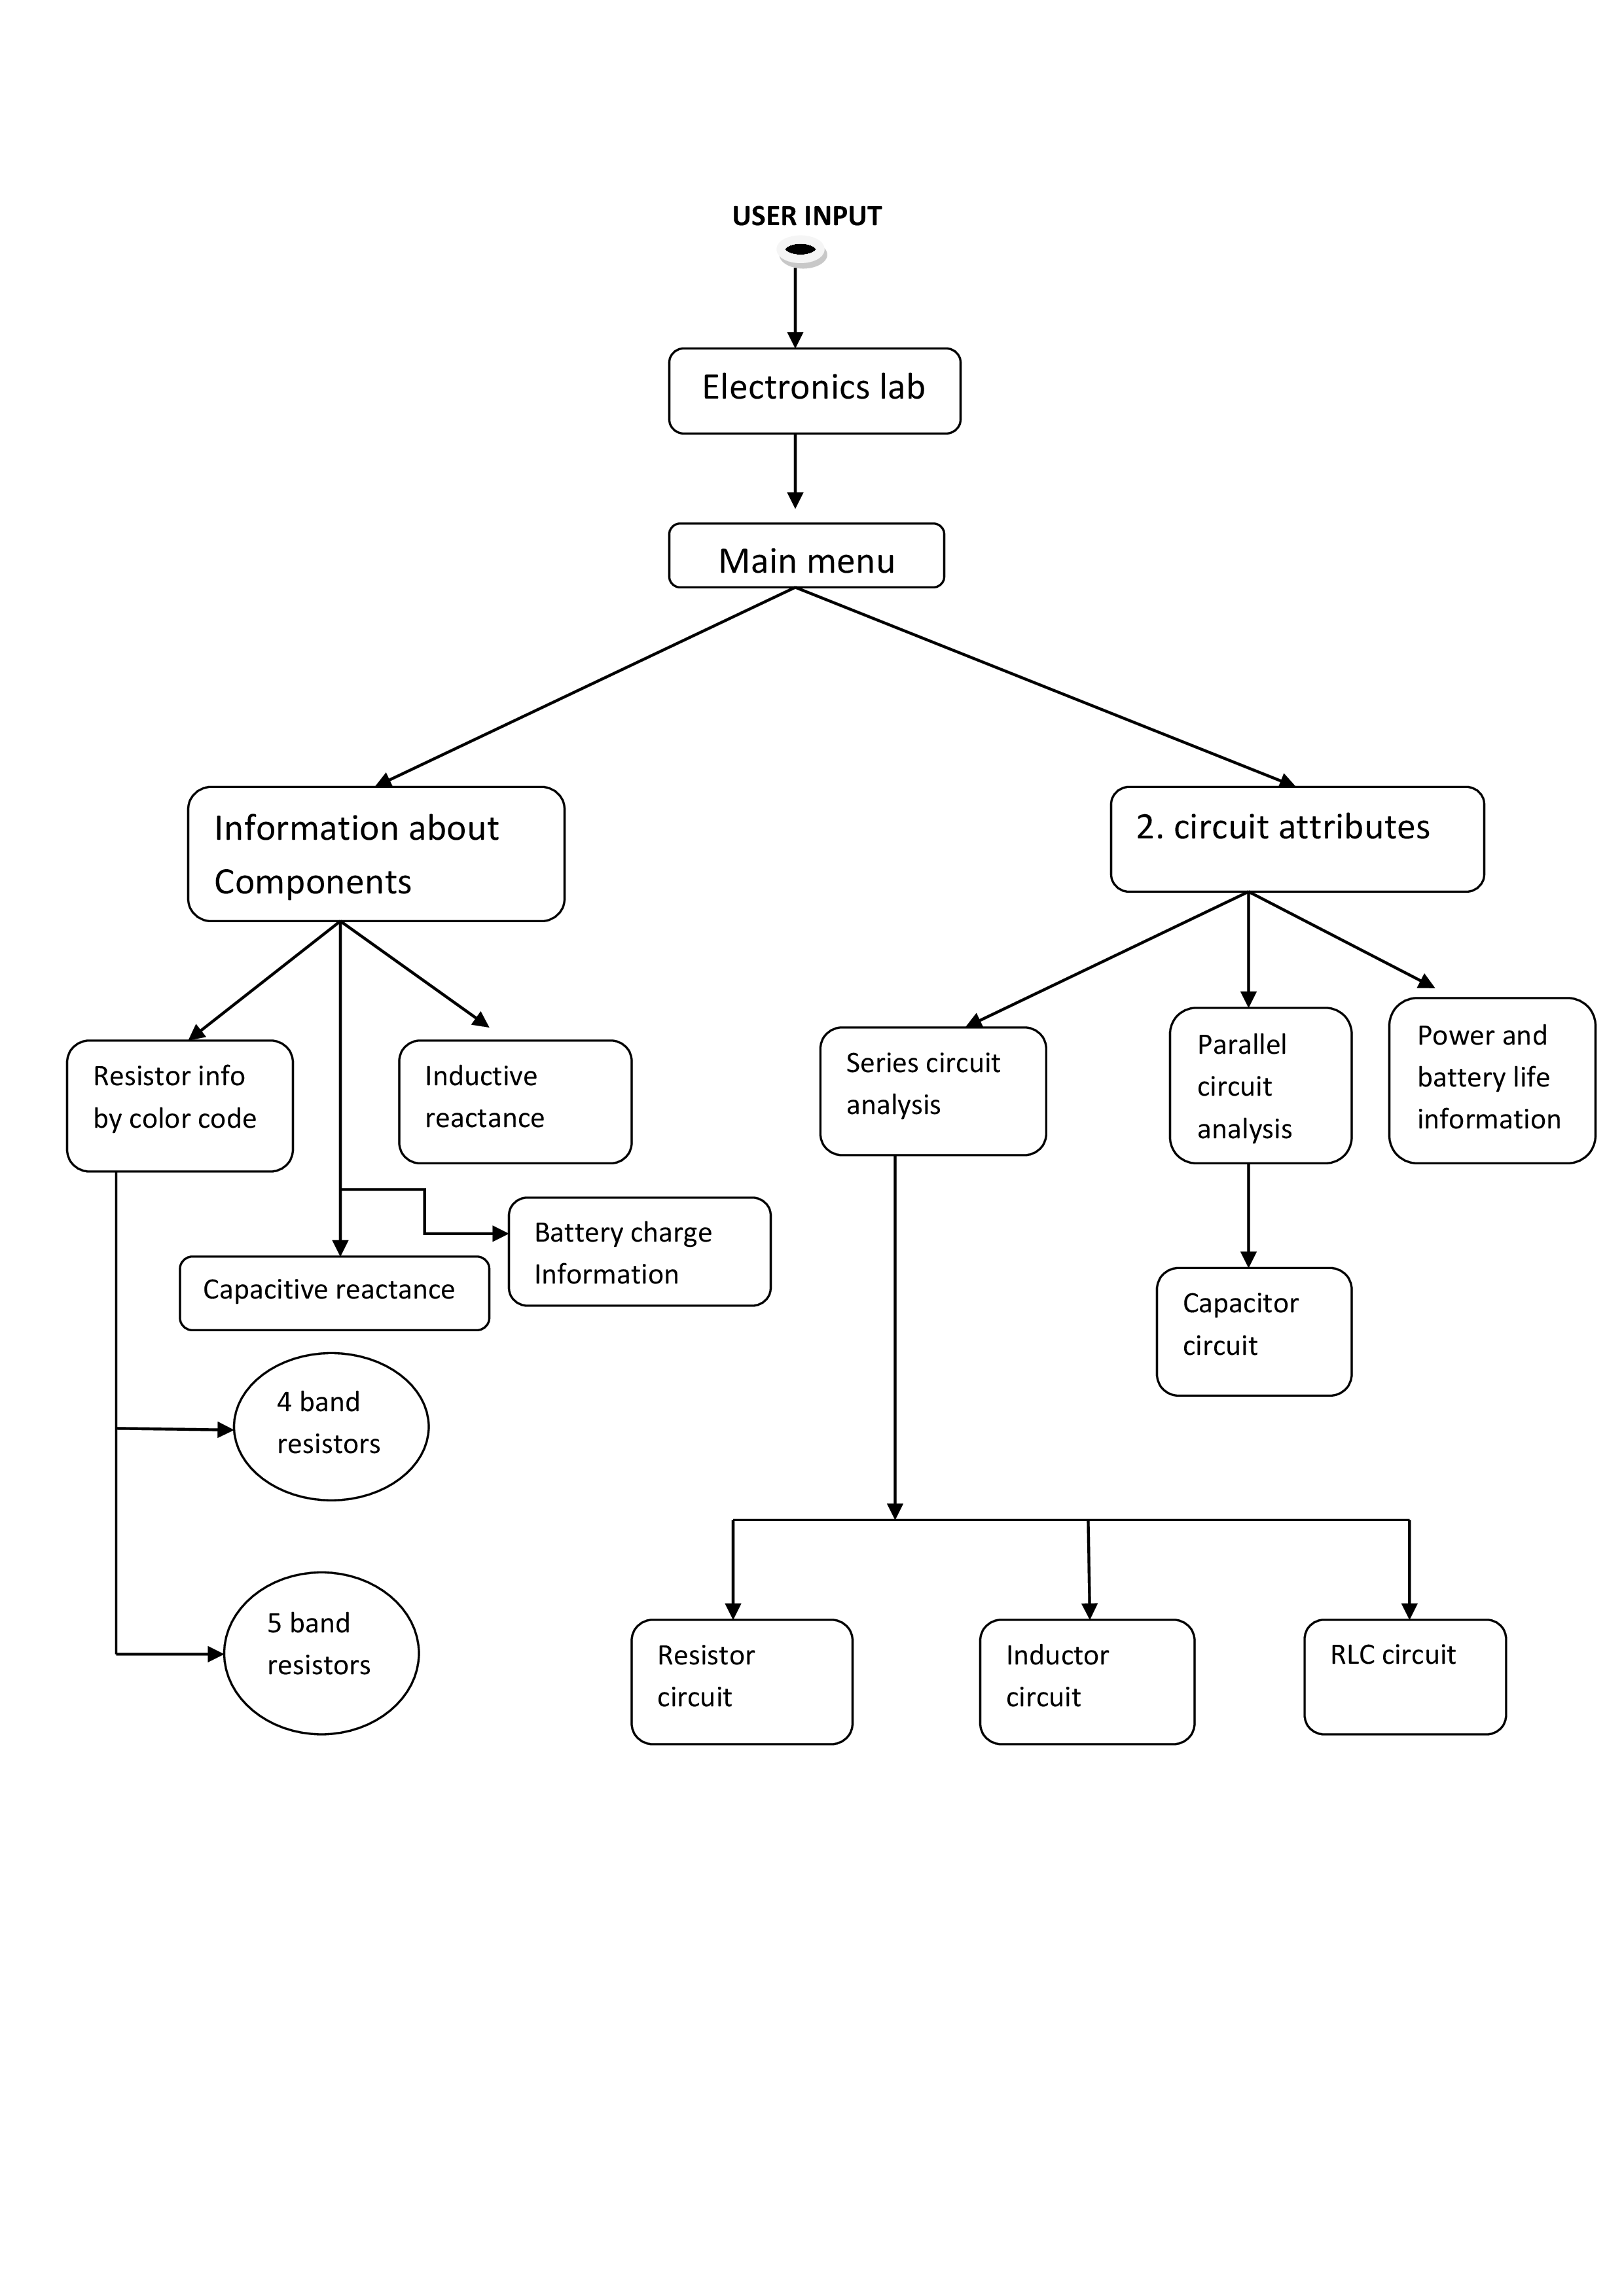 USER INPUT
Electronics lab
Main menu
Information about
Components
2. circuit attributes
Resistor info
by color code
Inductive
reactance
Series circuit
analysis
Parallel
circuit
analysis
Power and
battery life
information
Battery charge
Information
Capacitive reactance
Capacitor
circuit
4 band
resistors
5 band
resistors
Resistor
circuit
Inductor
circuit
RLC circuit